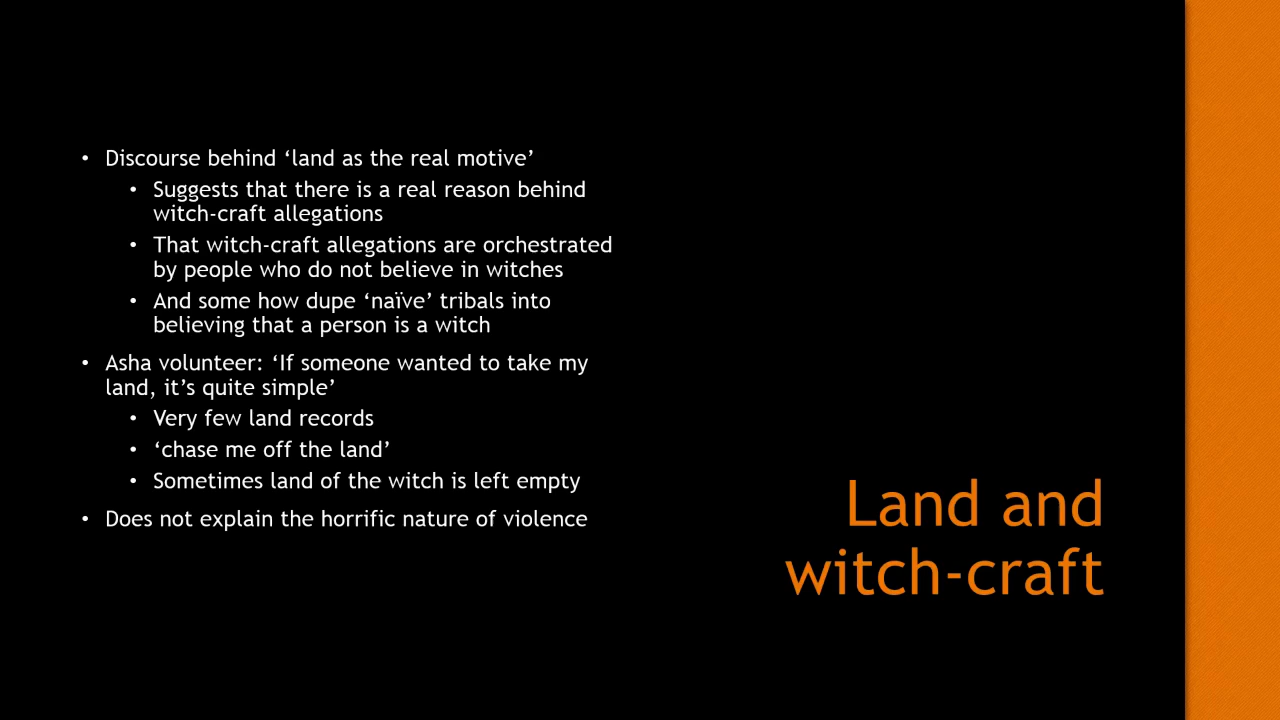 • Discourse behind ‘land as the real motive’
• Suggests that there is a real reason behind
witch-craft allegations
• That witch-craft allegations are orchestrated
by people who do not believe in witches
• And some how dupe ‘naïve’ tribals into
believing that a person is a witch
• Asha volunteer: ‘If someone wanted to take my
land, it’s quite simple’
• Very few land records
• ‘chase me off the land’
• Sometimes land of the witch is left empty
• Does not explain the horrific nature of violence
Land and
witch-craft